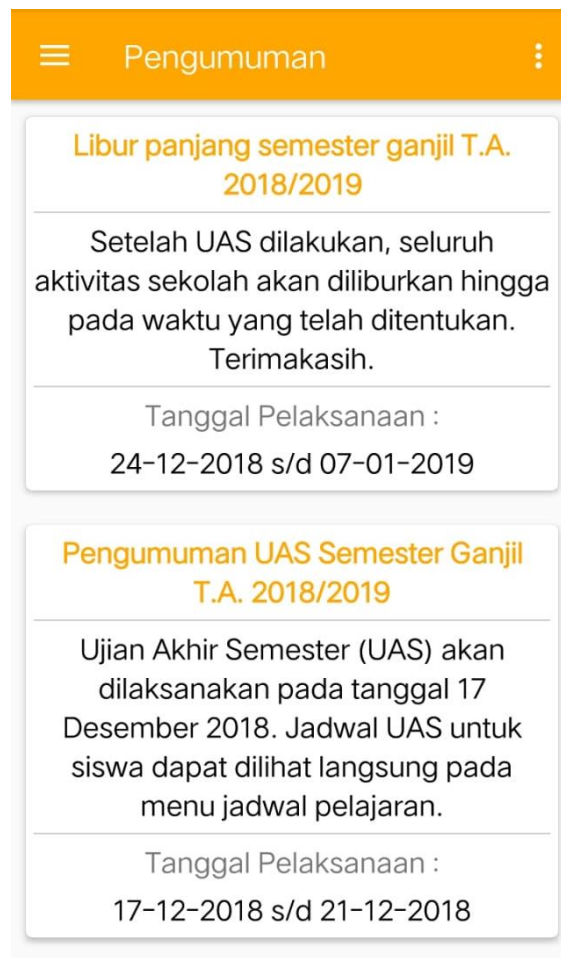 Pengumuman
Libur panjang semester ganjil T.A.
2018/2019
Setelah UAS dilakukan, seluruh
aktivitas sekolah akan diliburkan hingga
pada waktu yang telah ditentukan.
Terimakasih.
Tanggal Pelaksanaan :
24-12-2018 s/d 07-01-2019
Pengumuman UAS Semester Ganjil
T.A. 2018/2019
Ujian Akhir Semester (UAS) akan
dilaksanakan pada tanggal 17
Desember 2018. Jadwal UAS untuk
siswa dapat dilihat langsung pada
menu jadwal pelajaran.
Tanggal Pelaksanaan :
17-12-2018 s/d 21-12-2018